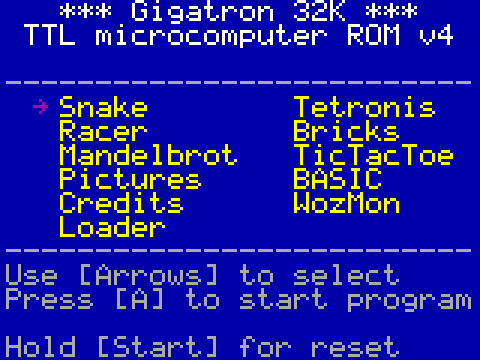 *** Gigatron 32K ***
TTL microcomputer ROM v4
Snake Tetronis
Racer Bricks
Mandelbrot TicTacToe
Pictures BASIC
Credits WozMon
Loader
Use [Arrows] to select
Press [A] to start program
Hold [Start] for reset